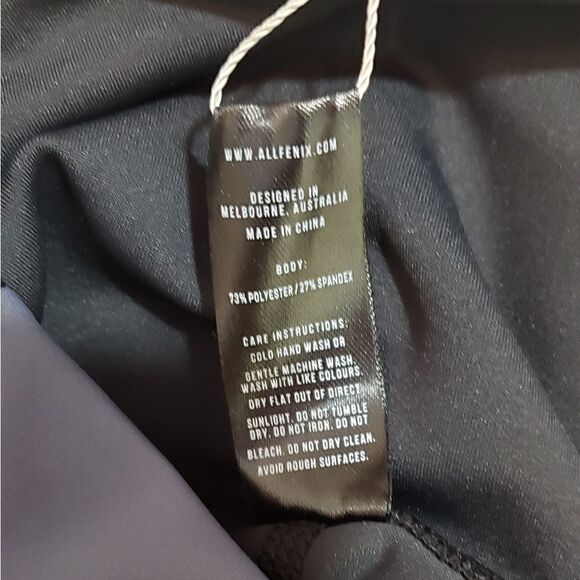 WWW.ALLFENIX.COM
DESIGNED IN
MELBOURNE, AUSTRALIA
MADE IN CHINA
BODY:
73% POLYESTER/27% SPANDEX
CARE INSTRUCTIONS:
COLD HAND WASH OR
GENTLE MACHINE WASH.
WASH WITH LIKE COLOURS.
DRY FLAT OUT OF DIRECT
SUNLIGHT. DO NOT TUMBLE
DRY. DO NOT IRON. DO NOT
BLEACH. DO NOT DRY CLEAN.
AVOID ROUGH SURFACES.